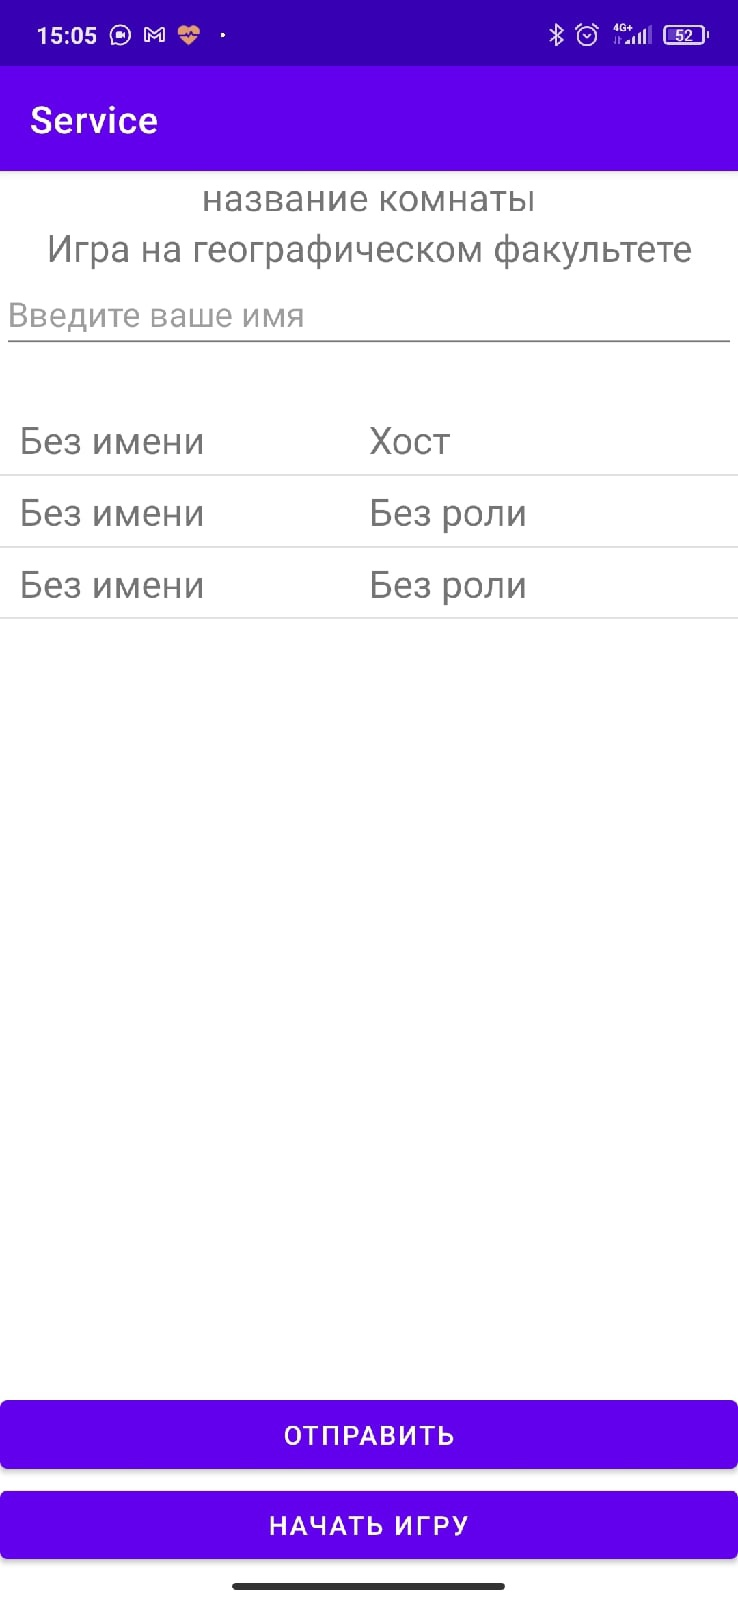 15:05 4G+ 52
Service
название комнаты
Игра на географическом факультете
Введите ваше имя
Без имени Хост
Без имени Без роли
Без имени Без роли
ОТПРАВИТЬ
НАЧАТЬ ИГРУ